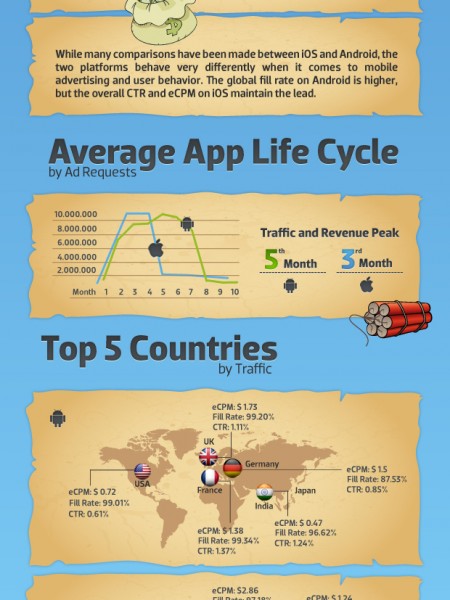 While many comparisons have been made between iOS and Android, the
two platforms behave very differently when it comes to mobile
advertising and user behavior. The global fill rate on Android is higher,
but the overall CTR and eCPM on iOS maintain the lead.
Average App Life Cycle
by Ad Requests
10.000.000
8.000.000
6.000.000
4.000.000
2.000.000
Month 1 2 3 4 5 6 7 8 9 10
Traffic and Revenue Peak
5th Month
3rd Month
Top 5 Countries
by Traffic
eCPM: $ 1.73
Fill Rate: 99.20%
CTR: 1.11%
UK
Germany
USA
France
India
Japan
eCPM: $ 1.5
Fill Rate: 87.53%
CTR: 0.85%
eCPM: $ 0.72
Fill Rate: 99.01%
CTR: 0.61%
eCPM: $ 1.38
Fill Rate: 99.34%
CTR: 1.37%
eCPM: $ 0.47
Fill Rate: 96.62%
CTR: 1.24%
eCPM: $2.86
eCPM: $ 1.24